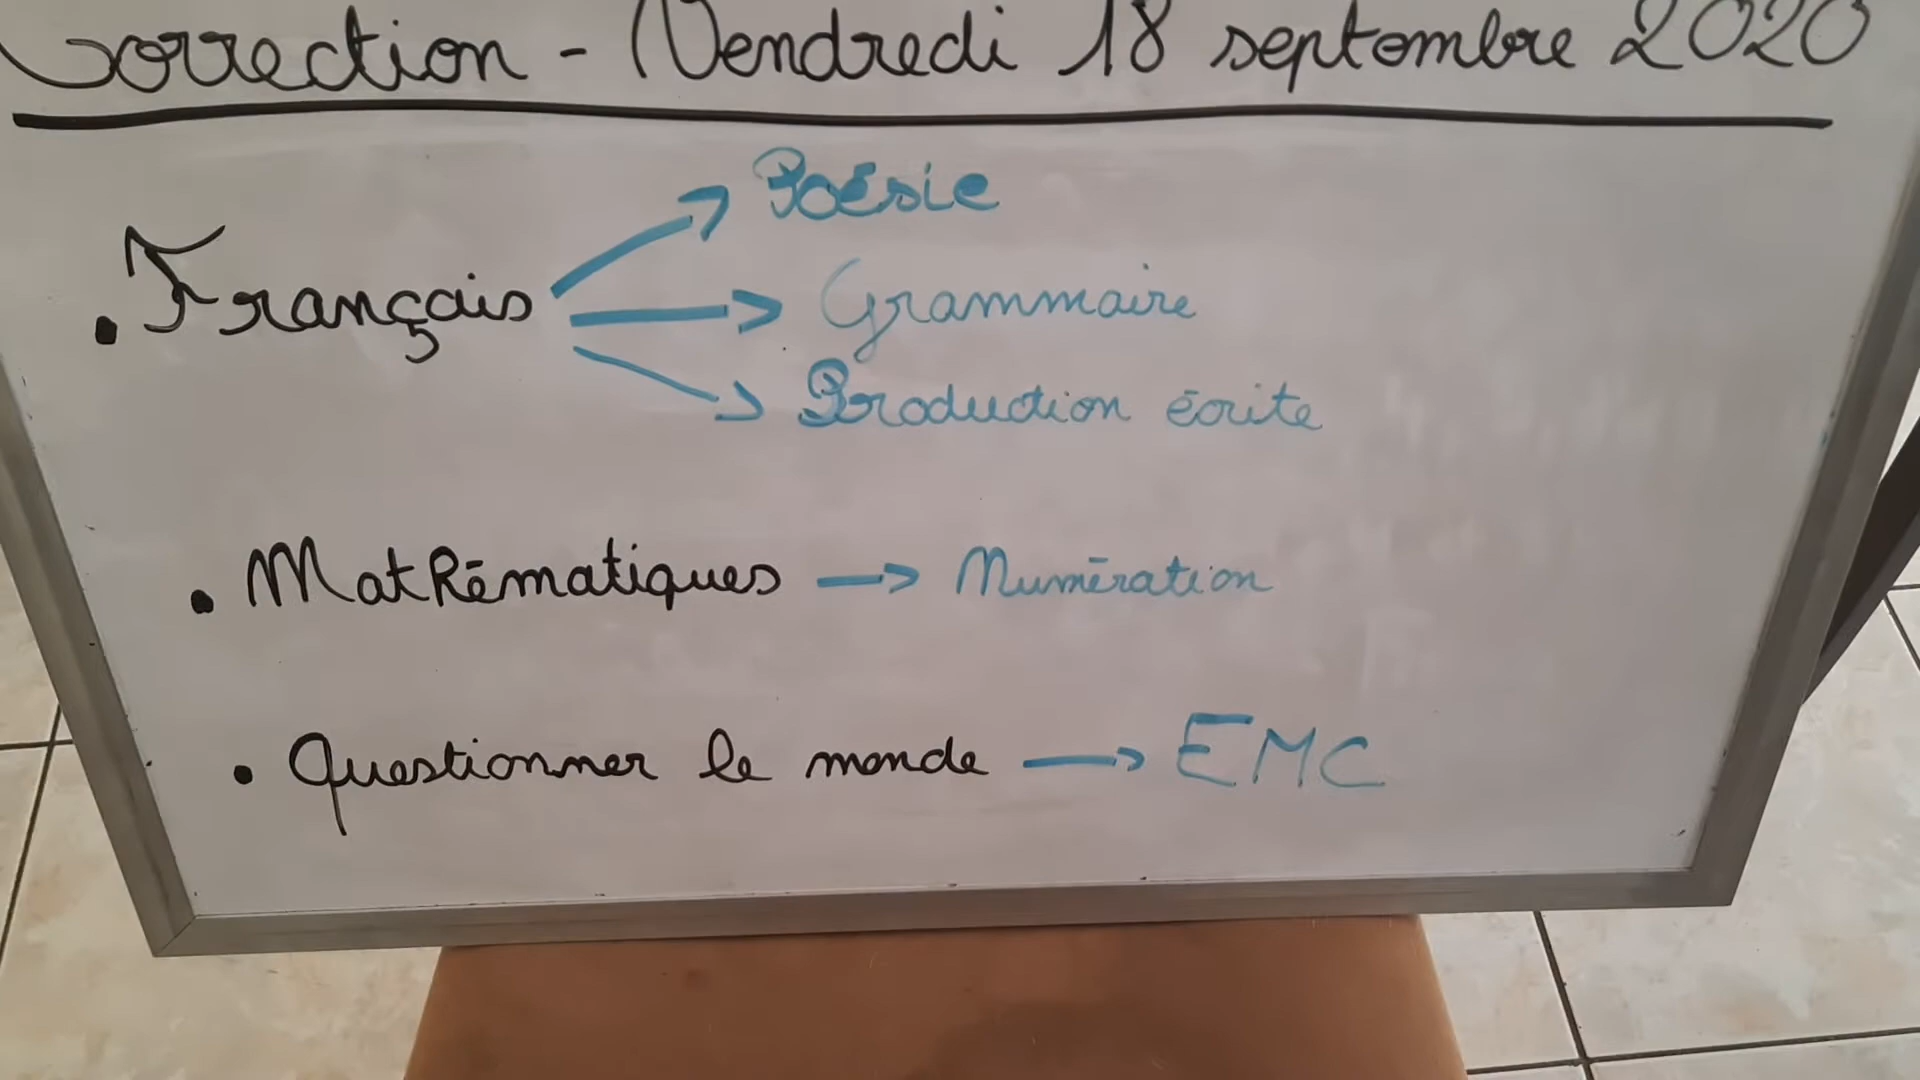 Correction - Vendredi 18 septembre 2020
Poésie
. Français → Grammaire
Production écrite
. Mathématiques → Numération
. Questionner le monde → EMC